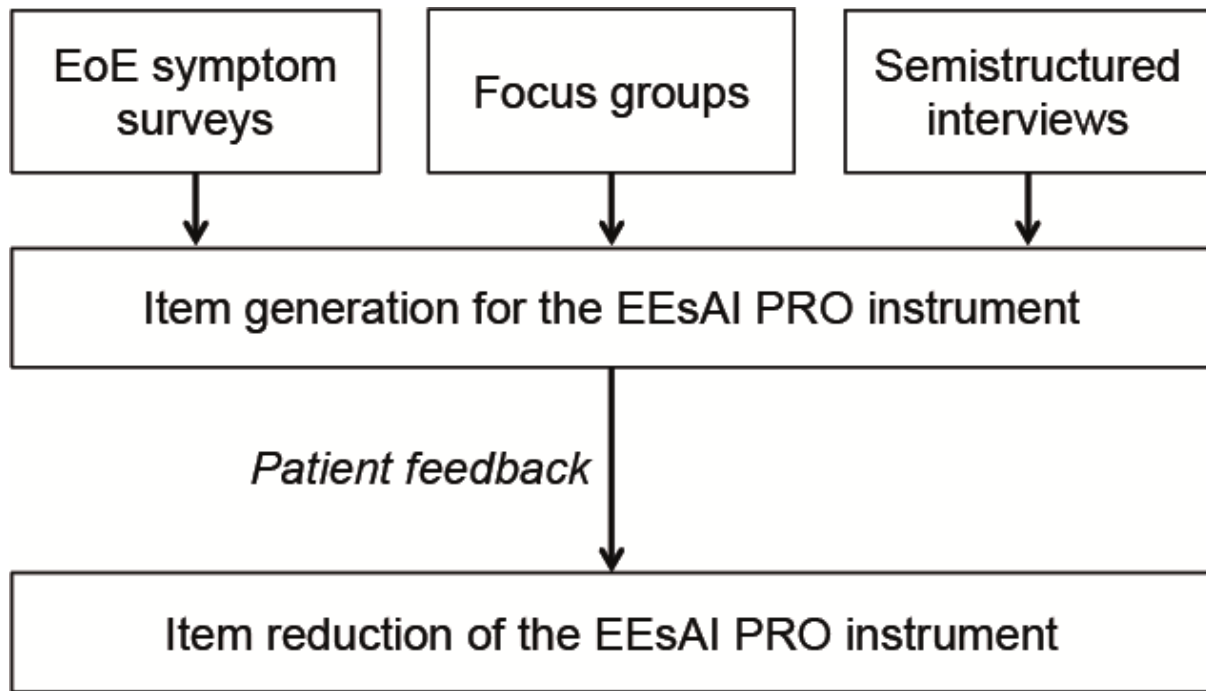 EoE symptom
surveys
Focus groups
Semistructured
interviews
Item generation for the EEsAI PRO instrument
Patient feedback
Item reduction of the EEsAI PRO instrument